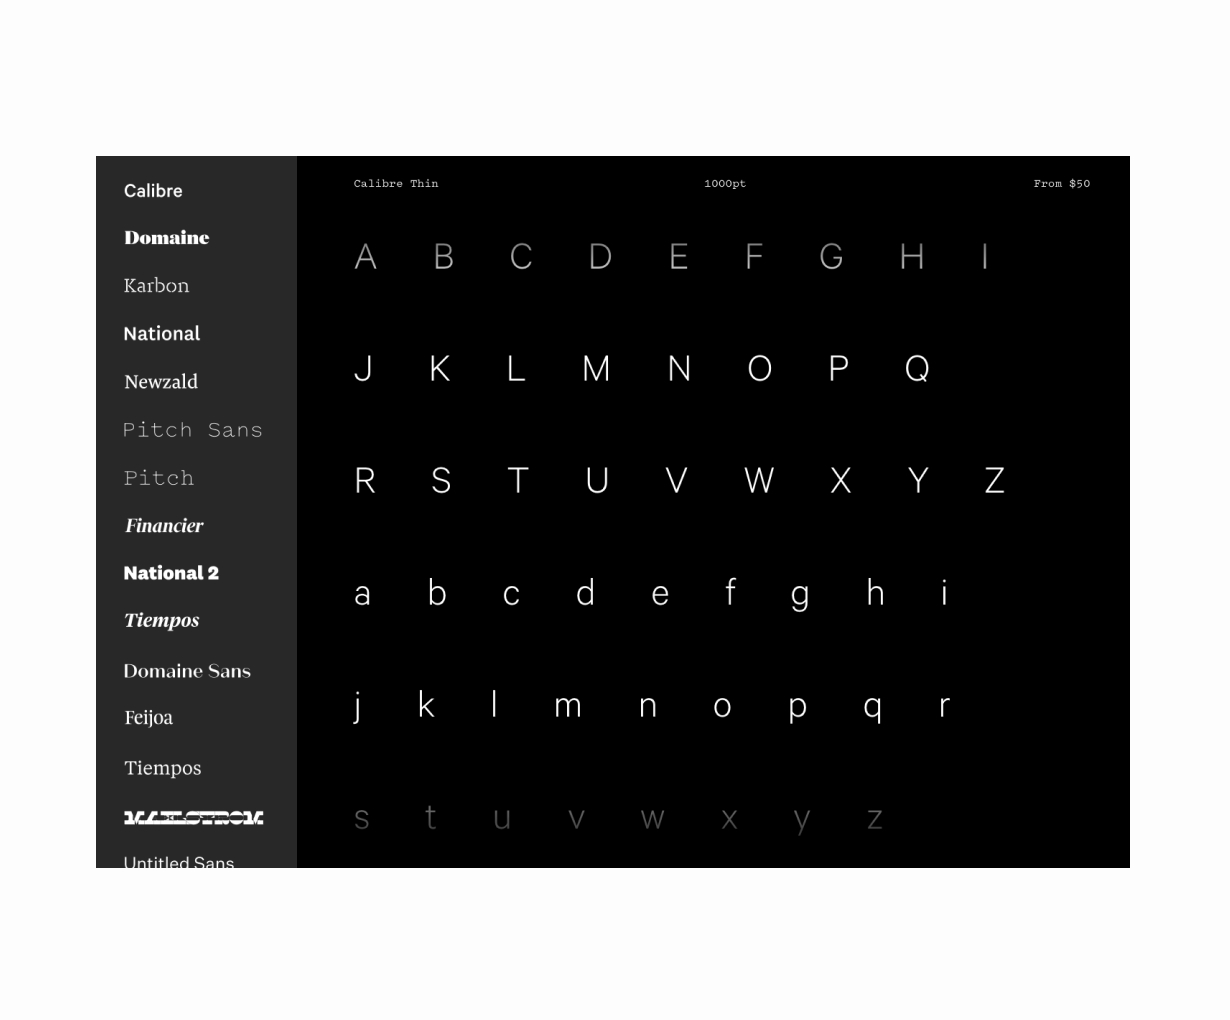 Calibre
Domaine
Karbon
National
Newzald
Pitch Sans
Pitch
Financier
National 2
Tiempos
Domaine Sans
Feijoa
Tiempos
MAELSTROM
Untitled Sans
Calibre Thin 1000pt From $50
A B C D E F G H I
J K L M N O P Q
R S T U V W X Y Z
a b c d e f g h i
j k l m n o p q r
s t u v w x y z